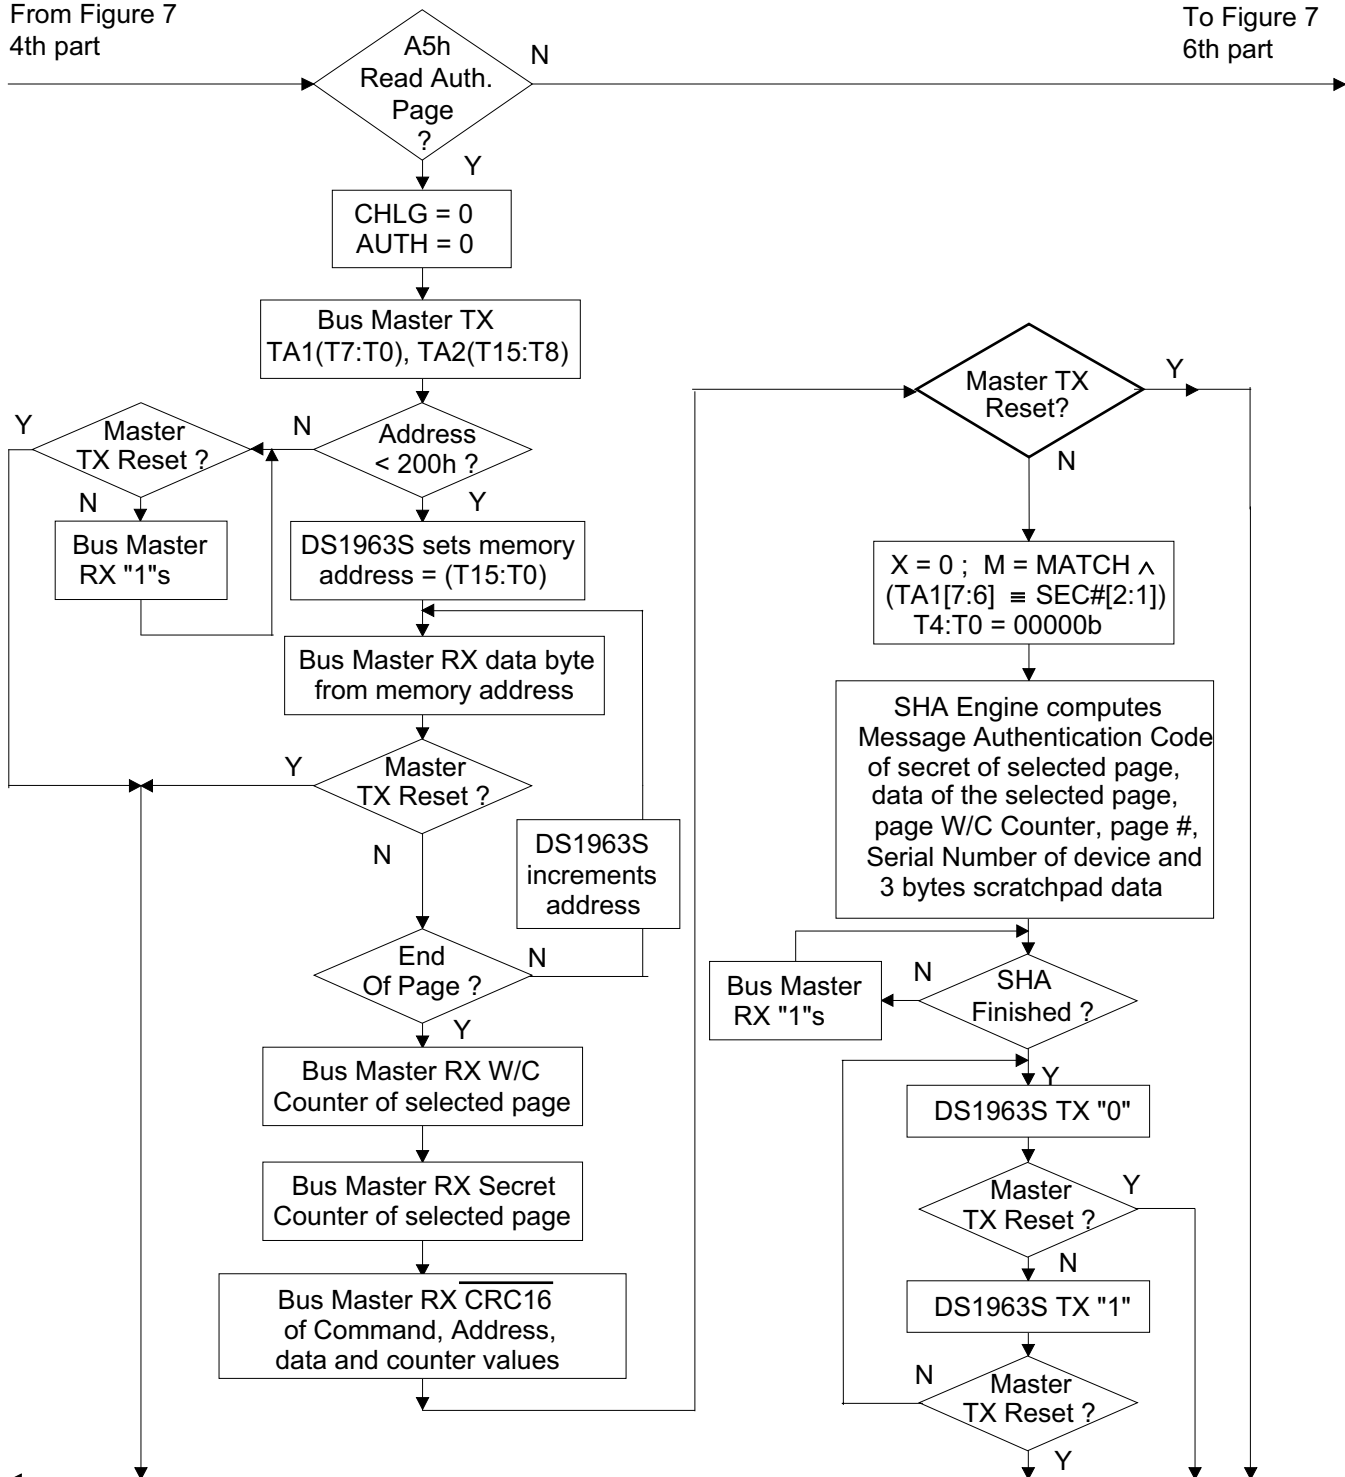 From Figure 7
4th part
To Figure 7
6th part
A5h
Read Auth.
Page
?
N
Y
CHLG = 0
AUTH = 0
Bus Master TX
TA1(T7:T0), TA2(T15:T8)
Address
< 200h ?
N
Y
Master
TX Reset ?
Y
N
Bus Master
RX "1"s
DS1963S sets memory
address = (T15:T0)
Bus Master RX data byte
from memory address
Master
TX Reset ?
Y
N
DS1963S
increments
address
End
Of Page ?
N
Y
Bus Master RX W/C
Counter of selected page
Bus Master RX Secret
Counter of selected page
Bus Master RX CRC16
of Command, Address,
data and counter values
Master TX
Reset?
Y
N
X = 0 ; M = MATCH ∧
(TA1[7:6] ≡ SEC#[2:1])
T4:T0 = 00000b
SHA Engine computes
Message Authentication Code
of secret of selected page,
data of the selected page,
page W/C Counter, page #,
Serial Number of device and
3 bytes scratchpad data
SHA
Finished ?
N
Bus Master
RX "1"s
Y
DS1963S TX "0"
Master
TX Reset ?
Y
N
DS1963S TX "1"
Master
TX Reset ?
N
Y